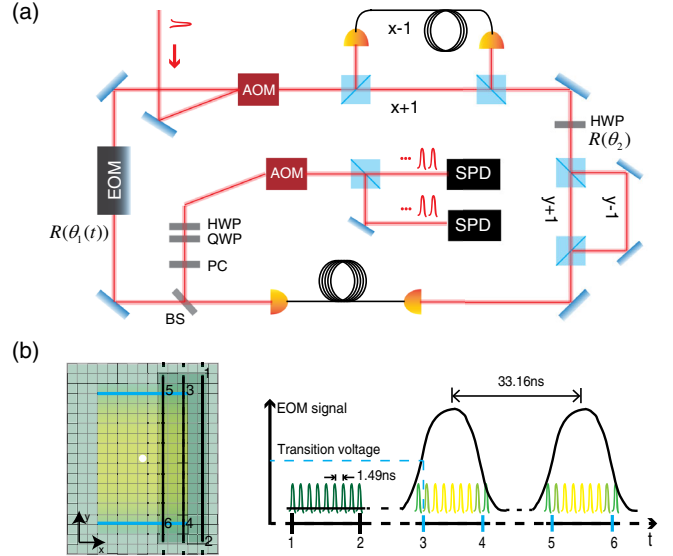 (a)
x-1
AOM
x+1
HWP
R(θ₂)
EOM
AOM
SPD
SPD
R(θ₁(t))
HWP
QWP
PC
BS
y+1
y-1
(b)
1
5 3
6 4
2
y
x
EOM signal
33.16ns
Transition voltage
1.49ns
1 2 3 4 5 6 t